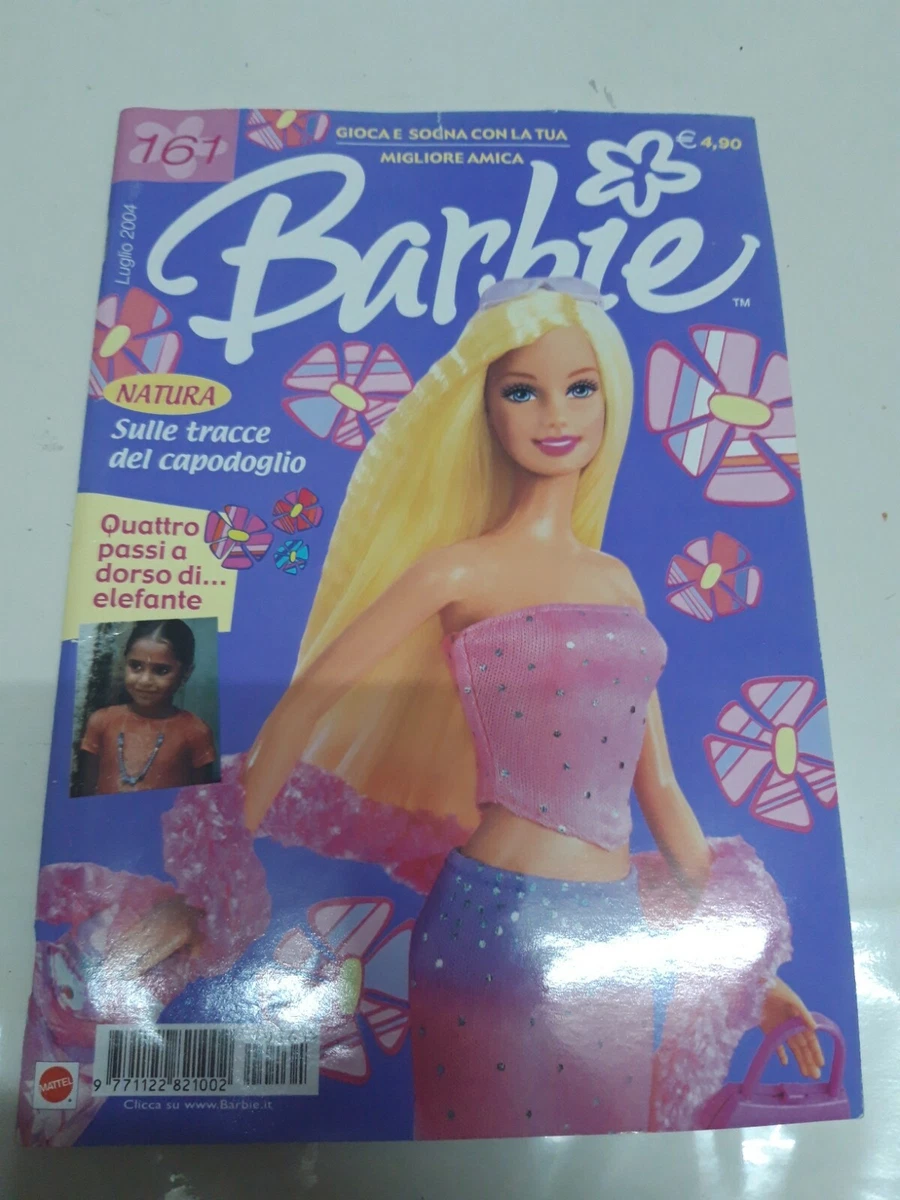 161
GIOCA E SOGNA CON LA TUA
MIGLIORE AMICA
€ 4,90
Luglio 2004
Barbie
TM
NATURA
Sulle tracce
del capodoglio
Quattro
passi a
dorso di...
elefante
MATTEL
9 771122 821002
Clicca su www.Barbie.it